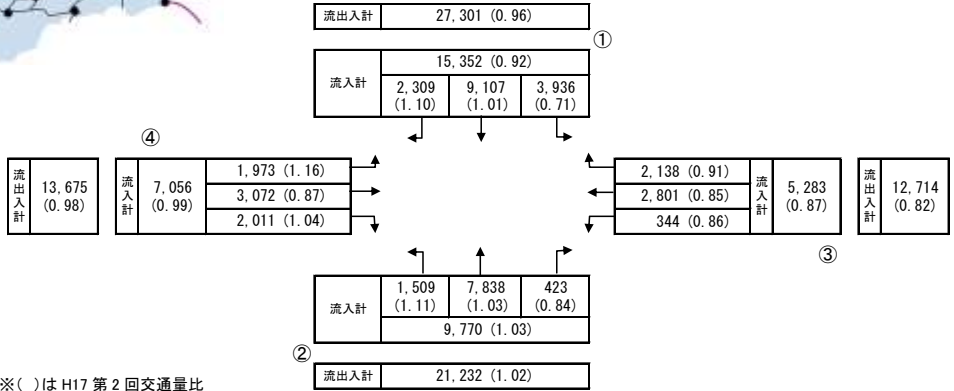 流出入計 27,301 (0.96)
①
流入計 15,352 (0.92)
2,309 (1.10) 9,107 (1.01) 3,936 (0.71)
④
流出入計 13,675 (0.98)
流入計 7,056 (0.99)
1,973 (1.16)
3,072 (0.87)
2,011 (1.04)
2,138 (0.91)
2,801 (0.85)
344 (0.86)
流入計 5,283 (0.87)
流出入計 12,714 (0.82)
③
流入計 1,509 (1.11) 7,838 (1.03) 423 (0.84)
9,770 (1.03)
②
流出入計 21,232 (1.02)
※( )は H17 第2回交通量比